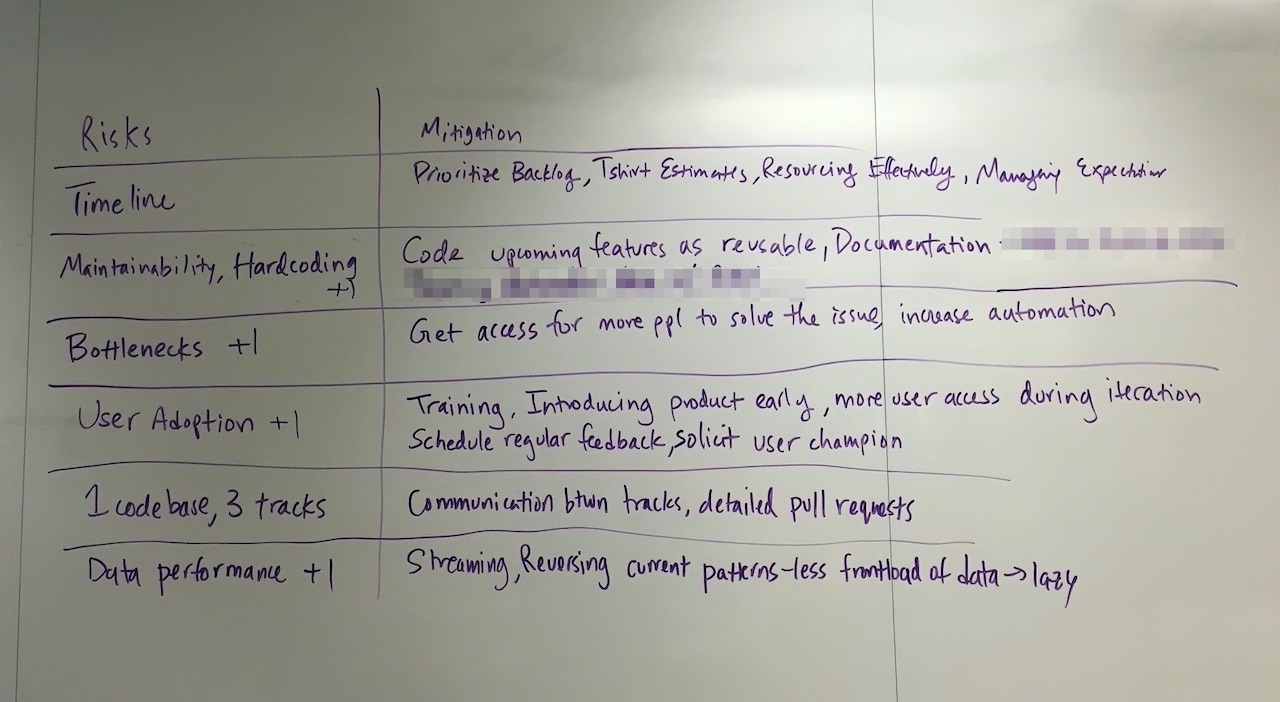 Risks
Mitigation
Timeline
Prioritize Backlog, Tshirt Estimates, Resourcing Effectively, Managing Expectation
Maintainability, Hardcoding
+1
Code upcoming features as reusable, Documentation
Bottlenecks +1
Get access for more ppl to solve the issue, increase automation
User Adoption +1
Training, Introducing product early, more user access during iteration
Schedule regular feedback, solicit user champion
1 codebase, 3 tracks
Communication btwn tracks, detailed pull requests
Data performance +1
Streaming, Reversing current patterns-less frontload of data→lazy